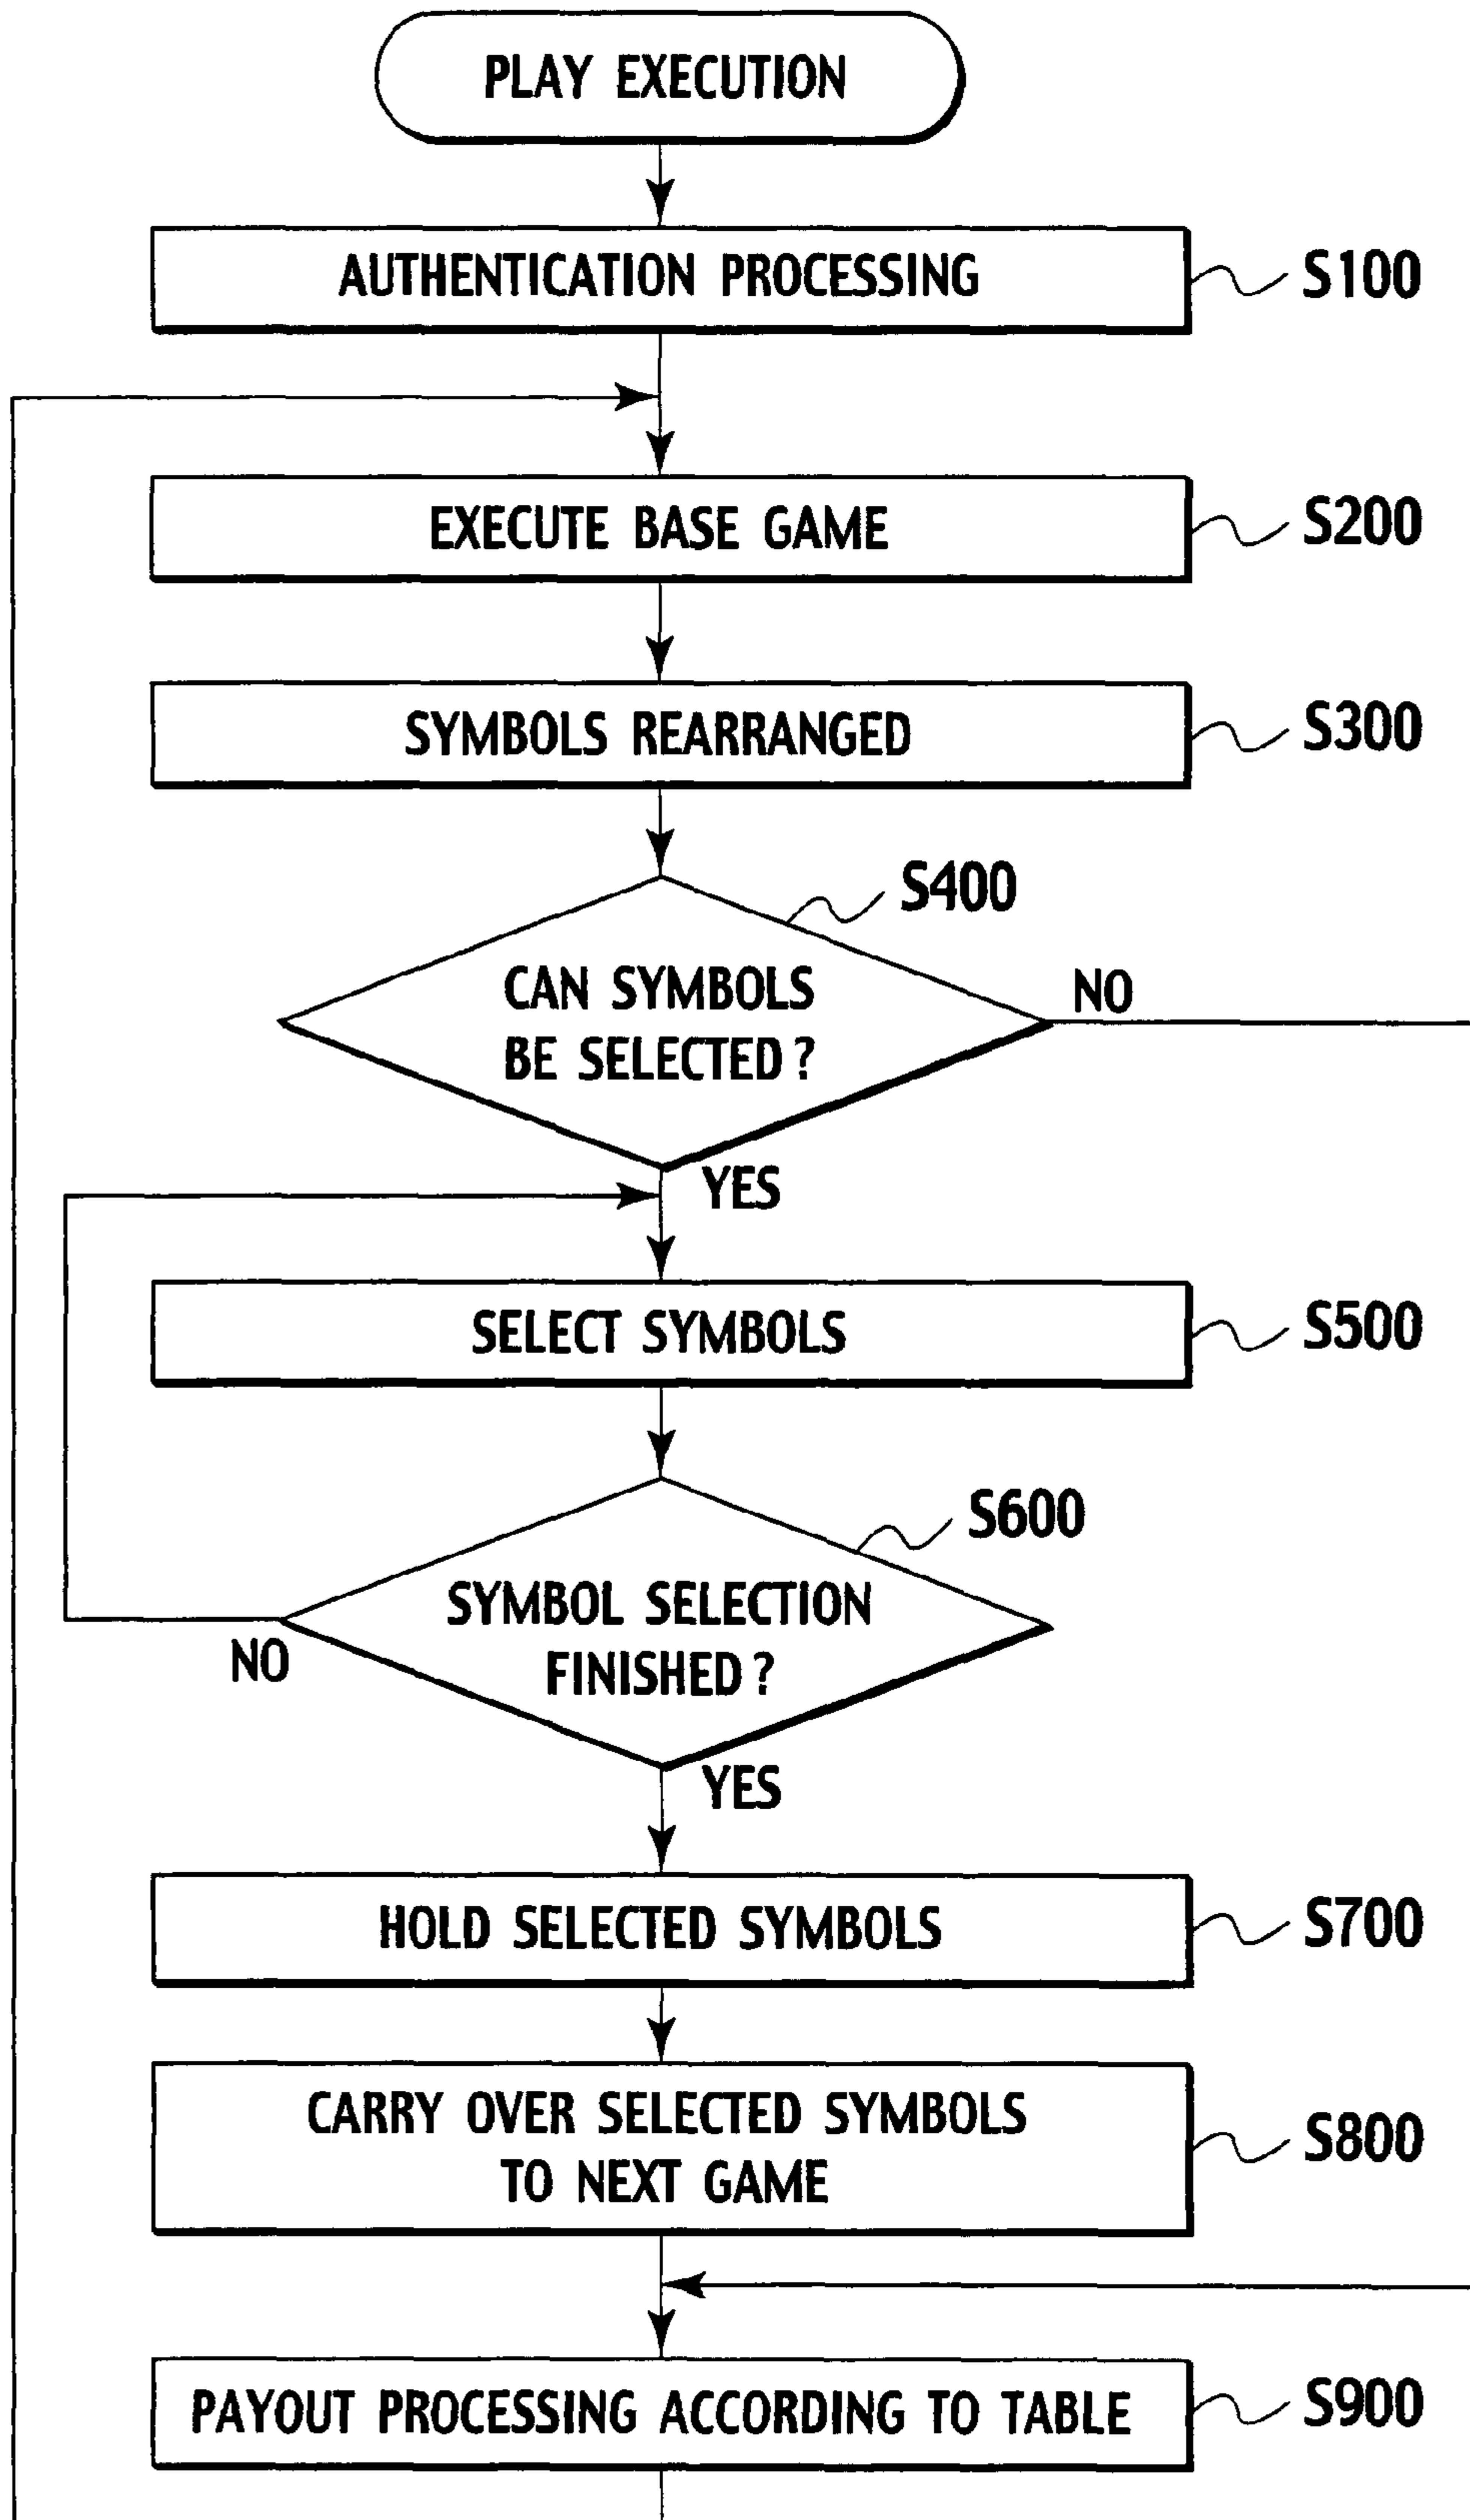 PLAY EXECUTION
AUTHENTICATION PROCESSING
S100
EXECUTE BASE GAME
S200
SYMBOLS REARRANGED
S300
S400
CAN SYMBOLS
BE SELECTED?
NO
YES
SELECT SYMBOLS
S500
S600
SYMBOL SELECTION
FINISHED?
NO
YES
HOLD SELECTED SYMBOLS
S700
CARRY OVER SELECTED SYMBOLS
TO NEXT GAME
S800
PAYOUT PROCESSING ACCORDING TO TABLE
S900